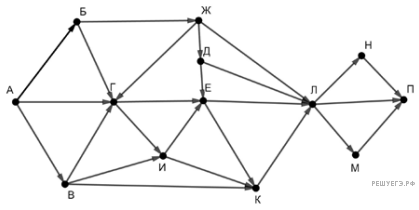 Б Ж
Д Н
А Г Е Л П
И М
В К
РЕШУЕГЭ.РФ